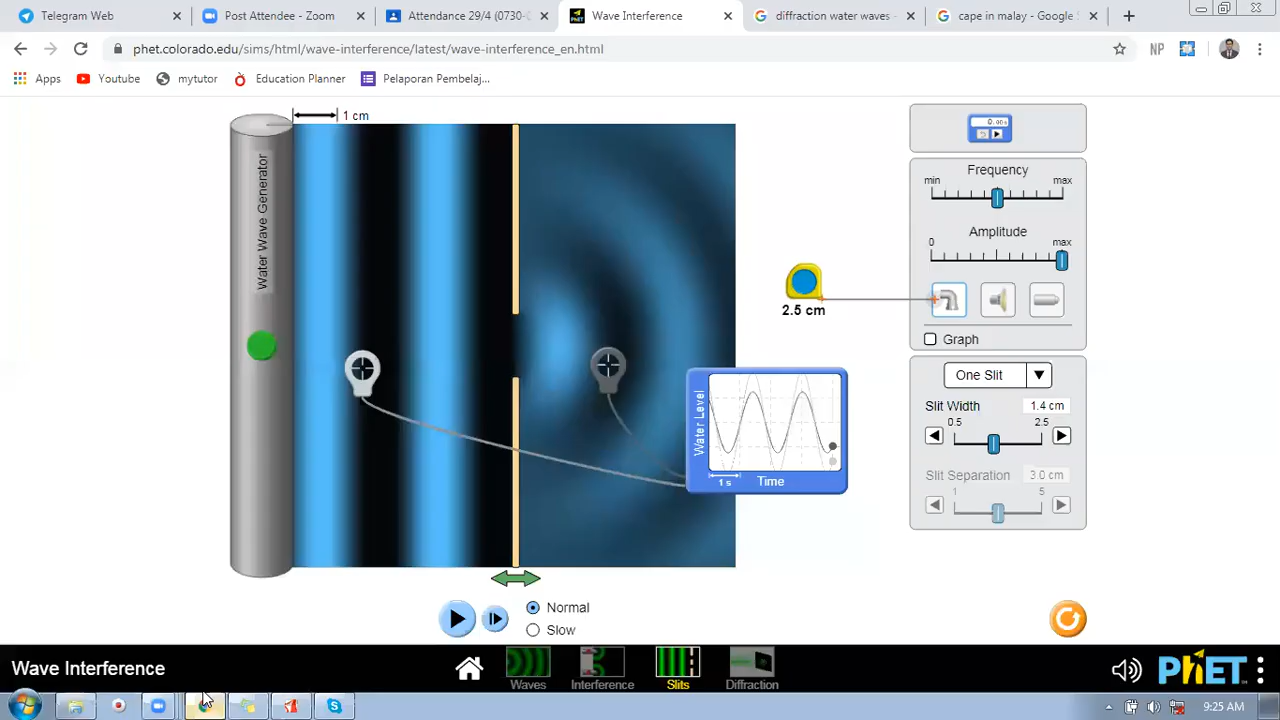 Telegram Web
Post Attendee - Zoom
Attendance 29/4 (0730-0
Wave Interference
diffraction water waves -
cape in malay - Google S
phet.colorado.edu/sims/html/wave-interference/latest/wave-interference_en.html
NP
Apps
Youtube
mytutor
Education Planner
Pelaporan Pembelaj...
1 cm
Water Wave Generator
2.5 cm
Water Level
1 s
Time
0.00s
Frequency
min
max
Amplitude
0
max
Graph
One Slit
Slit Width
1.4 cm
0.5
2.5
Slit Separation
3.0 cm
1
5
Normal
Slow
Wave Interference
Waves
Interference
Slits
Diffraction
PhET
9:25 AM